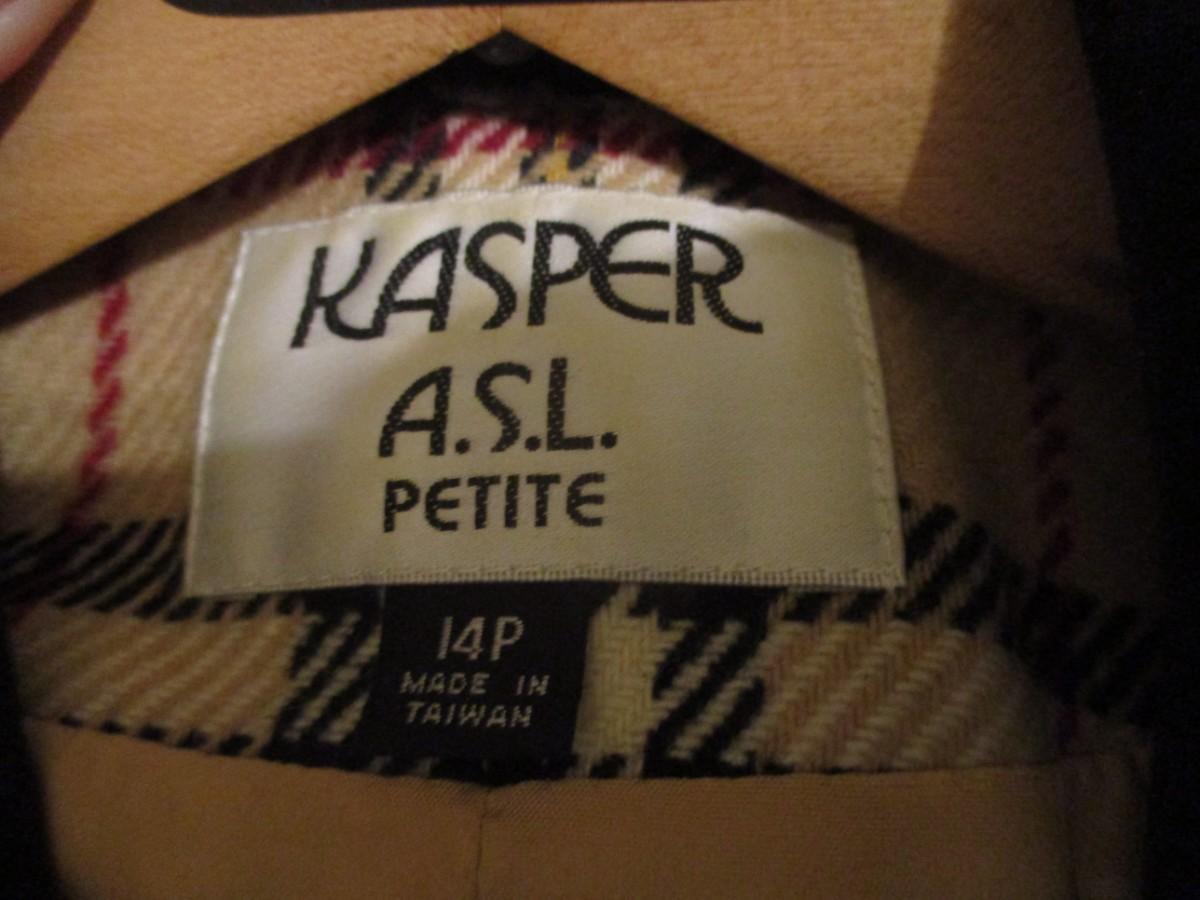 KASPER
A.S.L.
PETITE
14P
MADE IN
TAIWAN